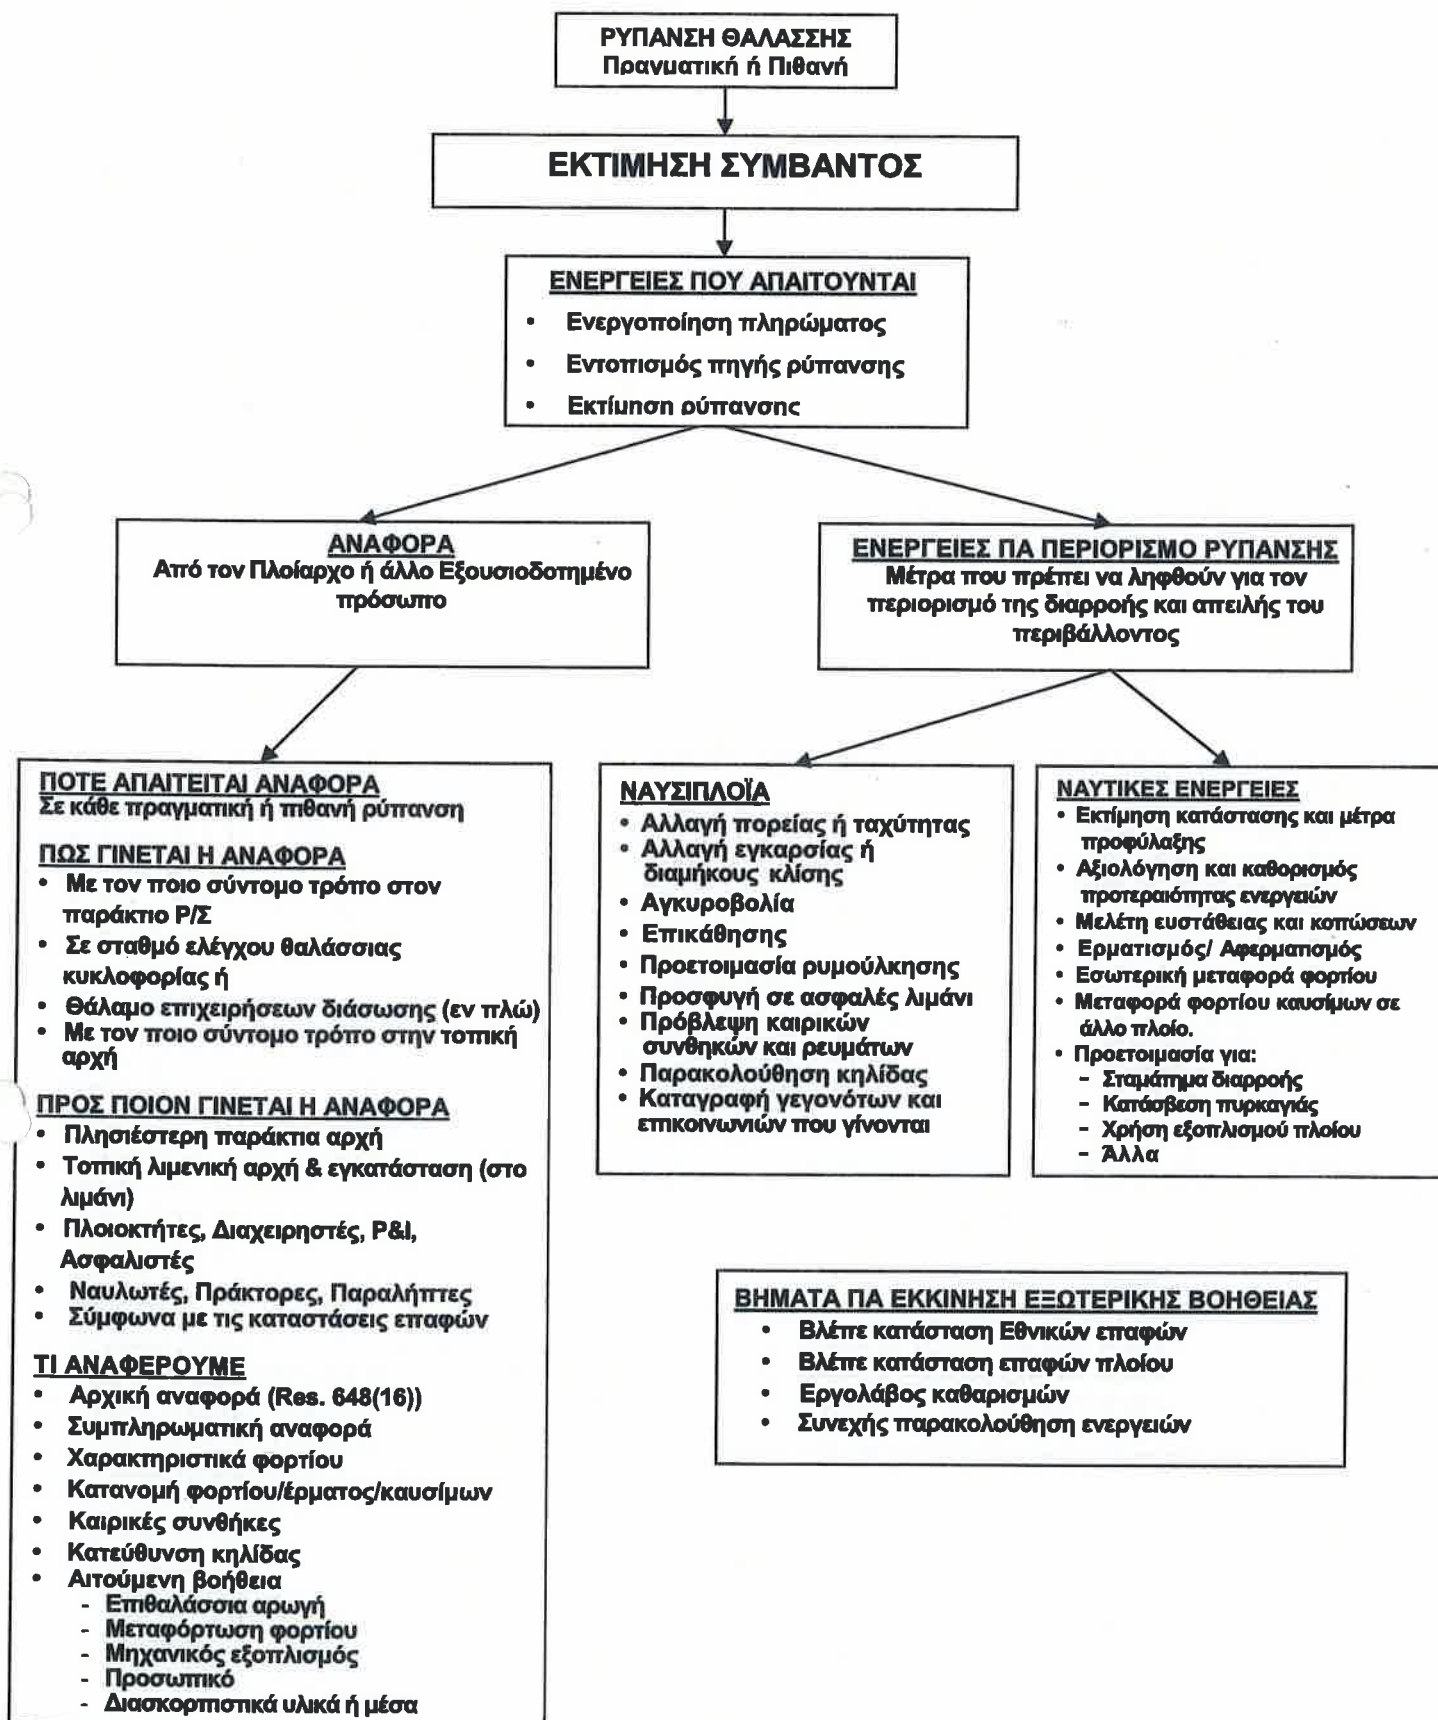 ΡΥΠΑΝΣΗ ΘΑΛΑΣΣΗΣ
Πραγματική ή Πιθανή
ΕΚΤΙΜΗΣΗ ΣΥΜΒΑΝΤΟΣ
ΕΝΕΡΓΕΙΕΣ ΠΟΥ ΑΠΑΙΤΟΥΝΤΑΙ
• Ενεργοποίηση πληρώματος
• Εντοπισμός πηγής ρύπανσης
• Εκτίμηση ρύπανσης
ΑΝΑΦΟΡΑ
Από τον Πλοίαρχο ή άλλο Εξουσιοδοτημένο
πρόσωπο
ΕΝΕΡΓΕΙΕΣ ΓΙΑ ΠΕΡΙΟΡΙΣΜΟ ΡΥΠΑΝΣΗΣ
Μέτρα που πρέπει να ληφθούν για τον
περιορισμό της διαρροής και απειλής του
περιβάλλοντος
ΠΟΤΕ ΑΠΑΙΤΕΙΤΑΙ ΑΝΑΦΟΡΑ
Σε κάθε πραγματική ή πιθανή ρύπανση
ΠΩΣ ΓΙΝΕΤΑΙ Η ΑΝΑΦΟΡΑ
• Με τον ποιο σύντομο τρόπο στον
παράκτιο Ρ/Σ
• Σε σταθμό ελέγχου θαλάσσιας
κυκλοφορίας ή
• Θάλαμο επιχειρήσεων διάσωσης (εν πλώ)
• Με τον ποιο σύντομο τρόπο στην τοπική
αρχή
ΠΡΟΣ ΠΟΙΟΝ ΓΙΝΕΤΑΙ Η ΑΝΑΦΟΡΑ
• Πλησιέστερη παράκτια αρχή
• Τοπική λιμενική αρχή & εγκατάσταση (στο
λιμάνι)
• Πλοιοκτήτες, Διαχειρηστές, P&I,
Ασφαλιστές
• Ναυλωτές, Πράκτορες, Παραλήπτες
• Σύμφωνα με τις καταστάσεις επαφών
ΤΙ ΑΝΑΦΕΡΟΥΜΕ
• Αρχική αναφορά (Res. 648(16))
• Συμπληρωματική αναφορά
• Χαρακτηριστικά φορτίου
• Κατανομή φορτίου/έρματος/καυσίμων
• Καιρικές συνθήκες
• Κατεύθυνση κηλίδας
• Αιτούμενη βοήθεια
- Επιθαλάσσια αρωγή
- Μεταφόρτωση φορτίου
- Μηχανικός εξοπλισμός
- Προσωπικό
- Διασκορπιστικά υλικά ή μέσα
ΝΑΥΣΙΠΛΟΪΑ
• Αλλαγή πορείας ή ταχύτητας
• Αλλαγή εγκαρσίας ή
διαμήκους κλίσης
• Αγκυροβολία
• Επικάθησης
• Προετοιμασία ρυμούλκησης
• Προσφυγή σε ασφαλές λιμάνι
• Πρόβλεψη καιρικών
συνθηκών και ρευμάτων
• Παρακολούθηση κηλίδας
• Καταγραφή γεγονότων και
επικοινωνιών που γίνονται
ΝΑΥΤΙΚΕΣ ΕΝΕΡΓΕΙΕΣ
• Εκτίμηση κατάστασης και μέτρα
προφύλαξης
• Αξιολόγηση και καθορισμός
προτεραιότητας ενεργειών
• Μελέτη ευστάθειας και κοπώσεων
• Ερματισμός/ Αφερματισμός
• Εσωτερική μεταφορά φορτίου
• Μεταφορά φορτίου καυσίμων σε
άλλο πλοίο.
• Προετοιμασία για:
- Σταμάτημα διαρροής
- Κατάσβεση πυρκαγιάς
- Χρήση εξοπλισμού πλοίου
- Άλλα
ΒΗΜΑΤΑ ΓΙΑ ΕΚΚΙΝΗΣΗ ΕΞΩΤΕΡΙΚΗΣ ΒΟΗΘΕΙΑΣ
• Βλέπε κατάσταση Εθνικών επαφών
• Βλέπε κατάσταση επαφών πλοίου
• Εργολάβος καθαρισμών
• Συνεχής παρακολούθηση ενεργειών